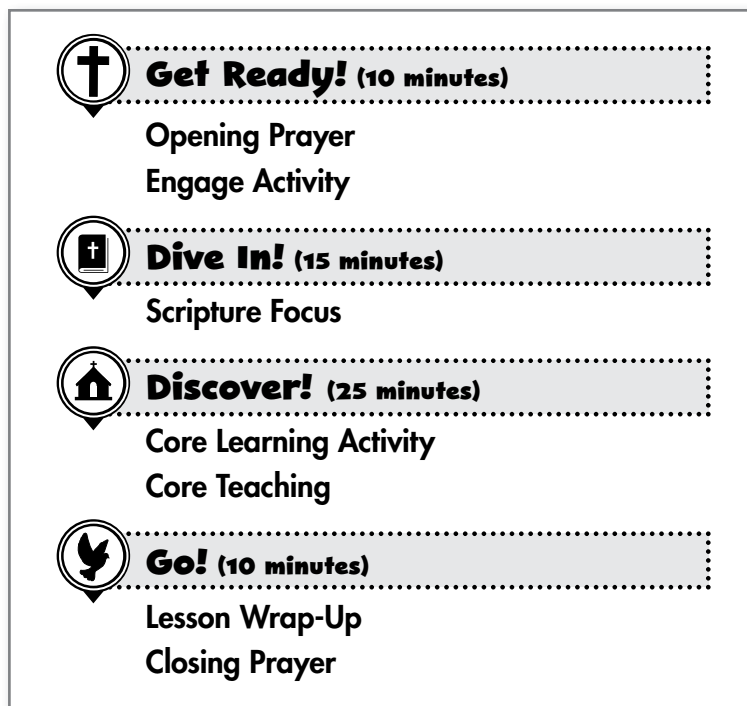 Get Ready! (10 minutes)
Opening Prayer
Engage Activity
Dive In! (15 minutes)
Scripture Focus
Discover! (25 minutes)
Core Learning Activity
Core Teaching
Go! (10 minutes)
Lesson Wrap-Up
Closing Prayer